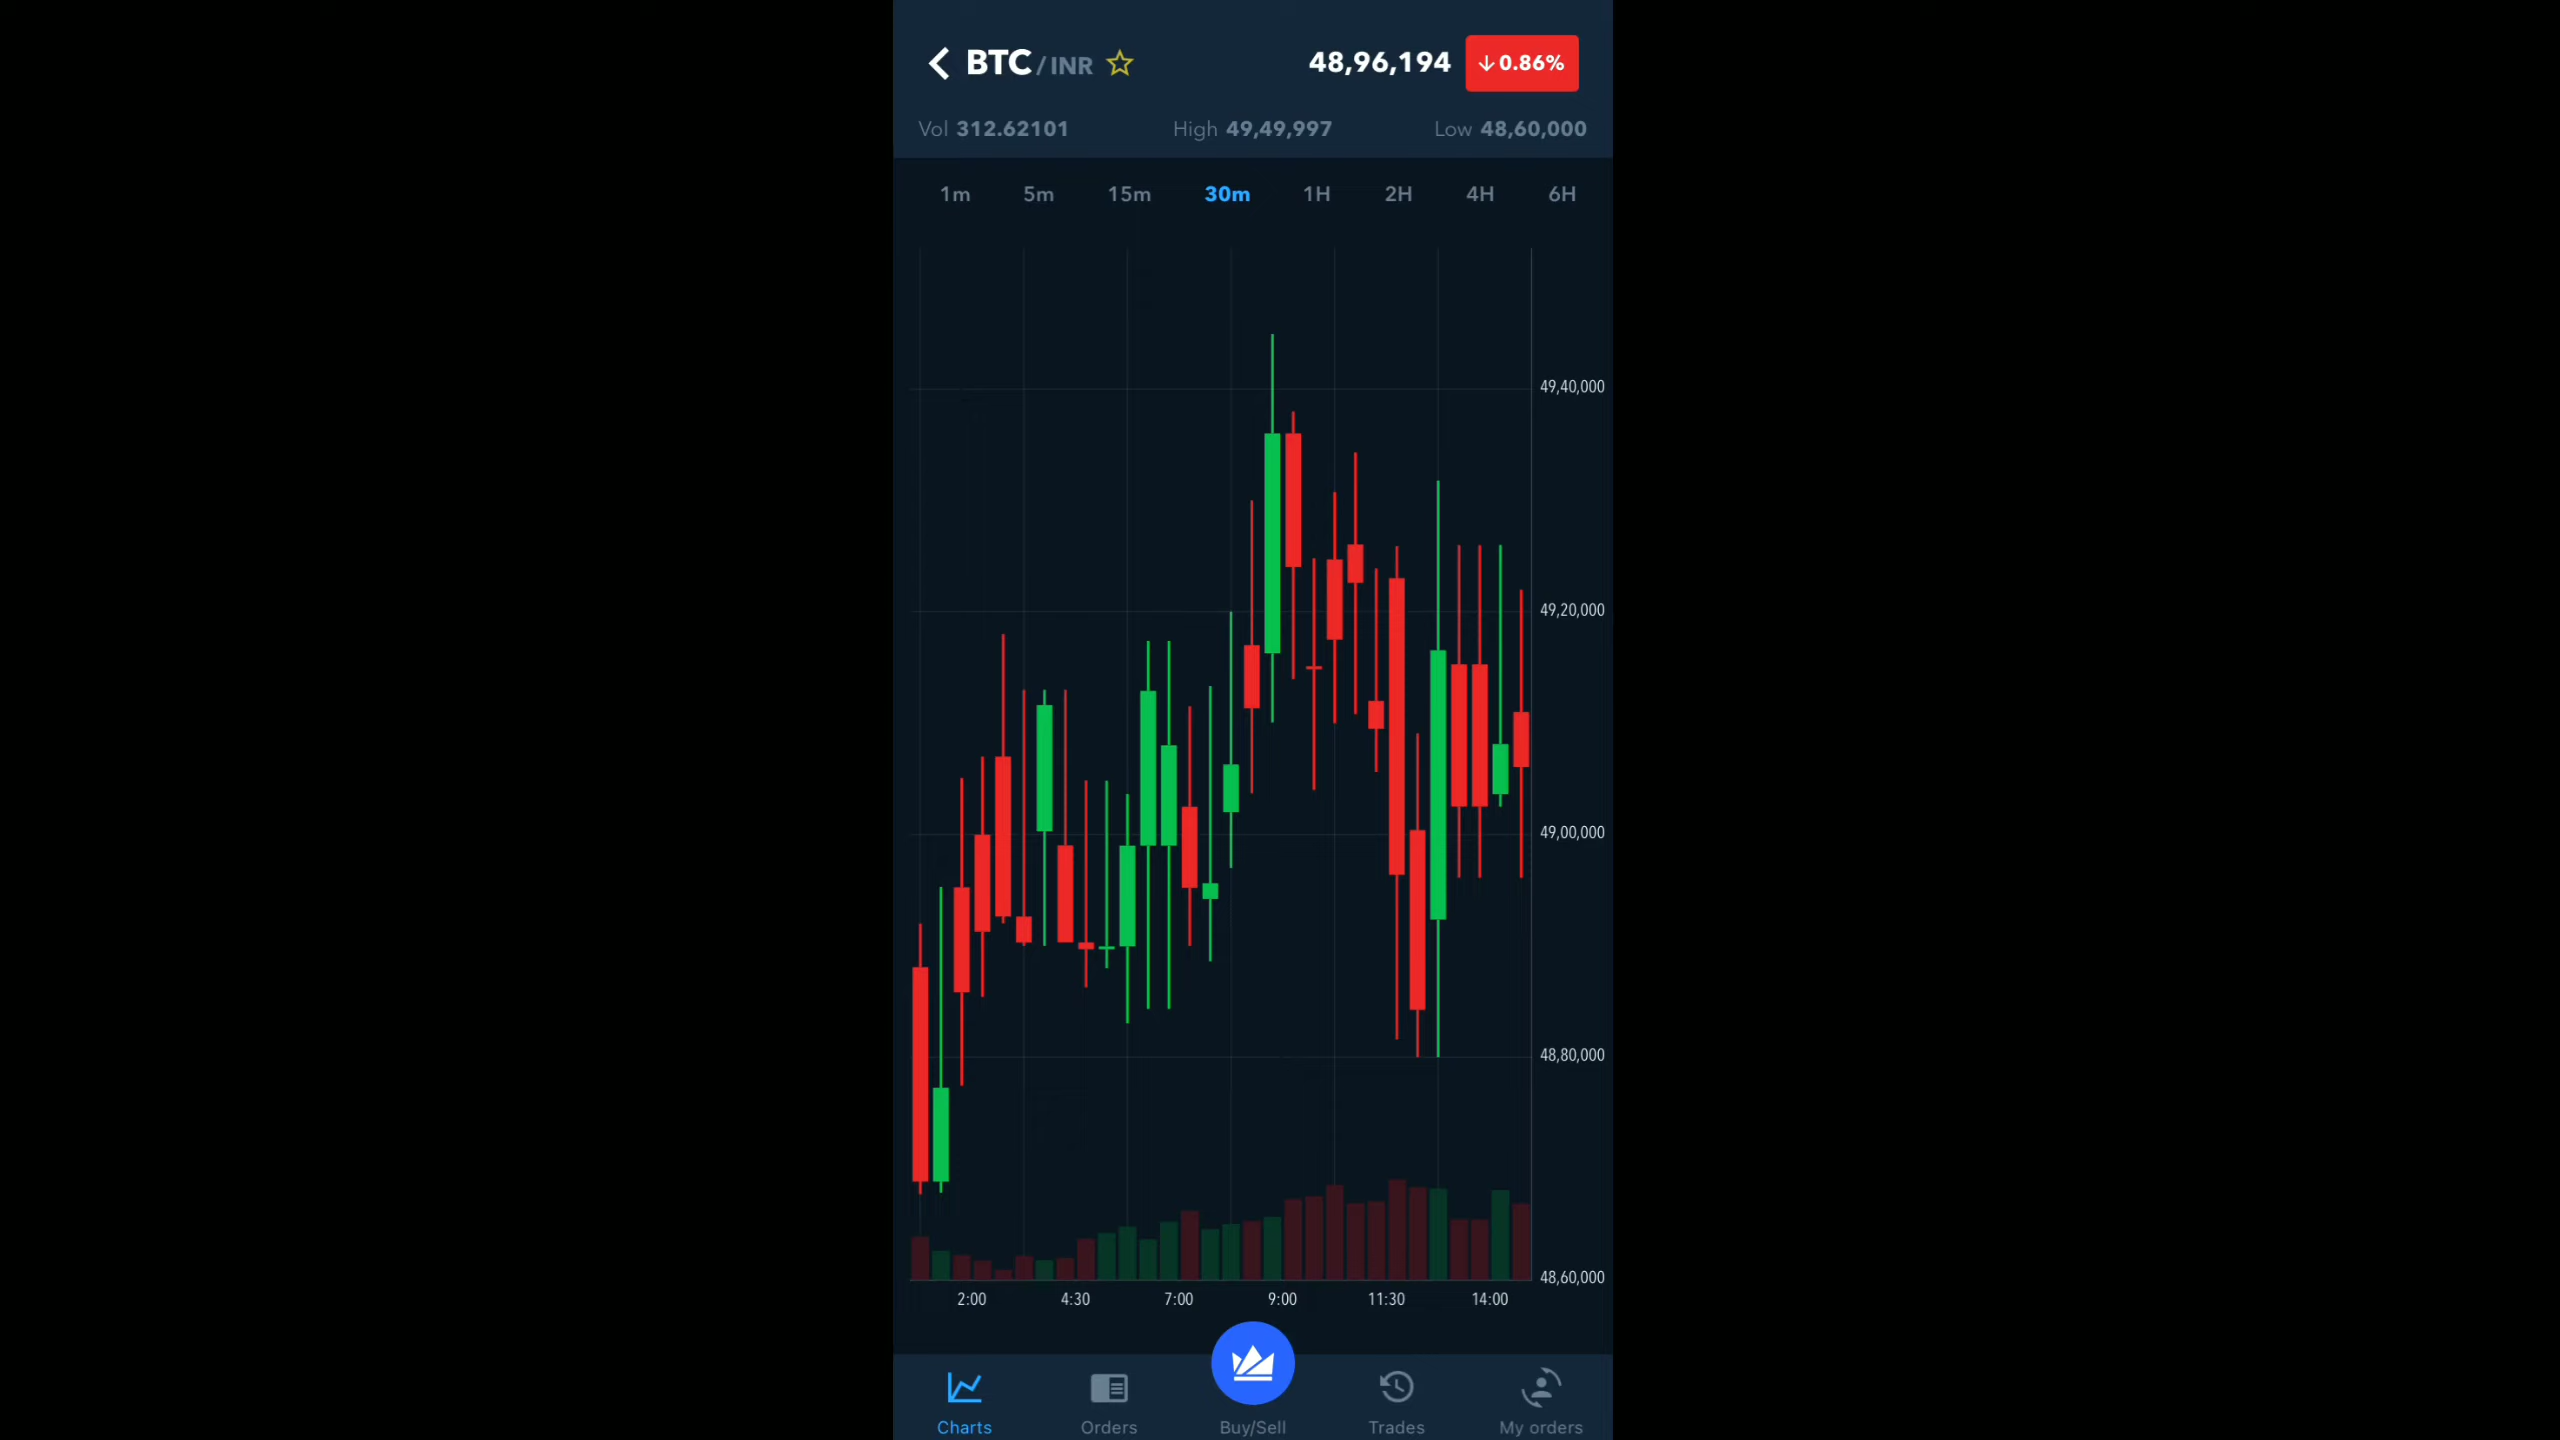 BTC/INR 48,96,194 ↓0.86%
Vol 312.62101 High 49,49,997 Low 48,60,000
1m 5m 15m 30m 1H 2H 4H 6H
49,40,000
49,20,000
49,00,000
48,80,000
48,60,000
2:00 4:30 7:00 9:00 11:30 14:00
Charts Orders Buy/Sell Trades My orders